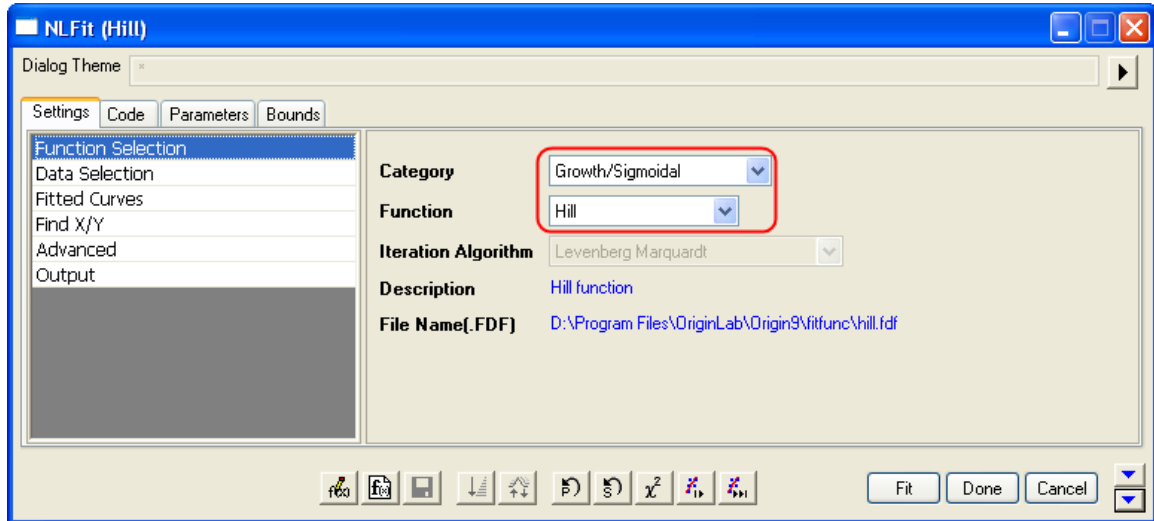 NLFit (Hill)
Dialog Theme *
Settings Code Parameters Bounds
Function Selection
Data Selection
Fitted Curves
Find X/Y
Advanced
Output
Category Growth/Sigmoidal
Function Hill
Iteration Algorithm Levenberg Marquardt
Description Hill function
File Name(.FDF) D:\Program Files\OriginLab\Origin9\fitfunc\hill.fdf
f(x) f(x) P S χ²
Fit Done Cancel